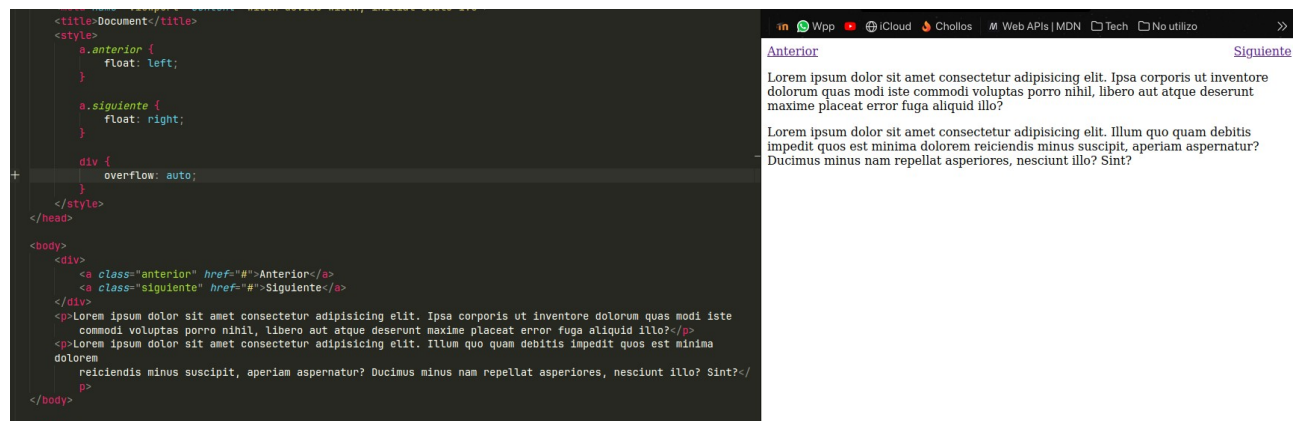 <title>Document</title>
<style>
a.anterior {
float: left;
}
a.siguiente {
float: right;
}
div {
overflow: auto;
}
</style>
</head>
<body>
<div>
<a class="anterior" href="#">Anterior</a>
<a class="siguiente" href="#">Siguiente</a>
</div>
<p>Lorem ipsum dolor sit amet consectetur adipisicing elit. Ipsa corporis ut inventore dolorum quas modi iste
commodi voluptas porro nihil, libero aut atque deserunt maxime placeat error fuga aliquid illo?</p>
<p>Lorem ipsum dolor sit amet consectetur adipisicing elit. Illum quo quam debitis impedit quos est minima
dolorem
reiciendis minus suscipit, aperiam aspernatur? Ducimus minus nam repellat asperiores, nesciunt illo? Sint?</
p>
</body>
Wpp iCloud Chollos Web APIs | MDN Tech No utilizo
Anterior Siguiente
Lorem ipsum dolor sit amet consectetur adipisicing elit. Ipsa corporis ut inventore
dolorum quas modi iste commodi voluptas porro nihil, libero aut atque deserunt
maxime placeat error fuga aliquid illo?
Lorem ipsum dolor sit amet consectetur adipisicing elit. Illum quo quam debitis
impedit quos est minima dolorem reiciendis minus suscipit, aperiam aspernatur?
Ducimus minus nam repellat asperiores, nesciunt illo? Sint?